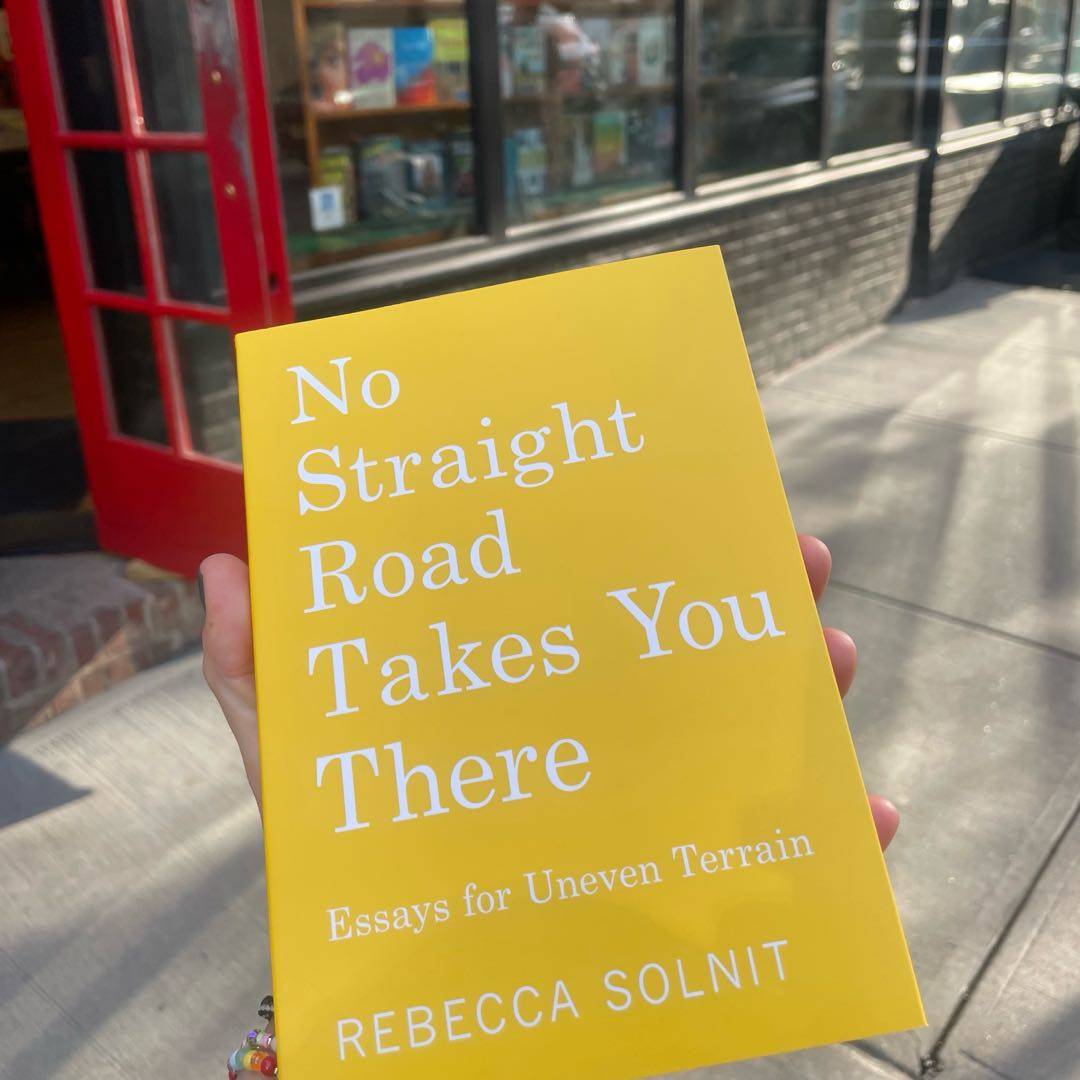 No
Straight
Road
Takes You
There
Essays for Uneven Terrain
REBECCA SOLNIT